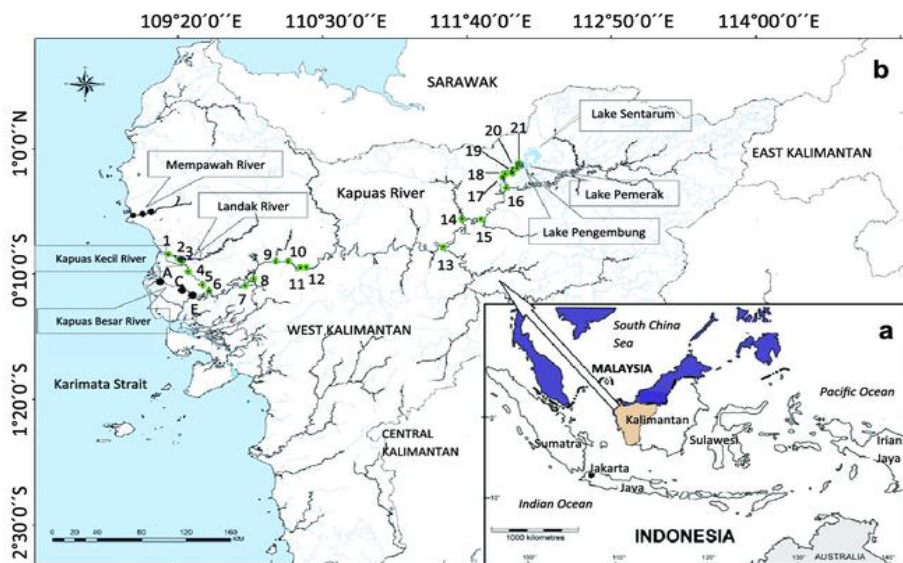 109°20'0''E
110°30'0''E
111°40'0''E
112°50'0''E
114°0'0''E
b
SARAWAK
1°0'0''N
0°10'0''S
1°20'0''S
2°30'0''S
Lake Sentarum
EAST KALIMANTAN
Mempawah River
Kapuas River
Lake Pemerak
Landak River
Lake Pengembung
Kapuas Kecil River
Kapuas Besar River
1
2
3
4
5
6
7
8
9
10
11
12
13
14
15
16
17
18
19
20
21
A
C
E
WEST KALIMANTAN
Karimata Strait
CENTRAL
KALIMANTAN
0 20 40 80 120 160
KM
a
South China
Sea
MALAYSIA
Pacific Ocean
Kalimantan
Sumatra
Sulawesi
Irian
Jaya
Jakarta
Java
Indian Ocean
INDONESIA
1000 kilometres
AUSTRALIA